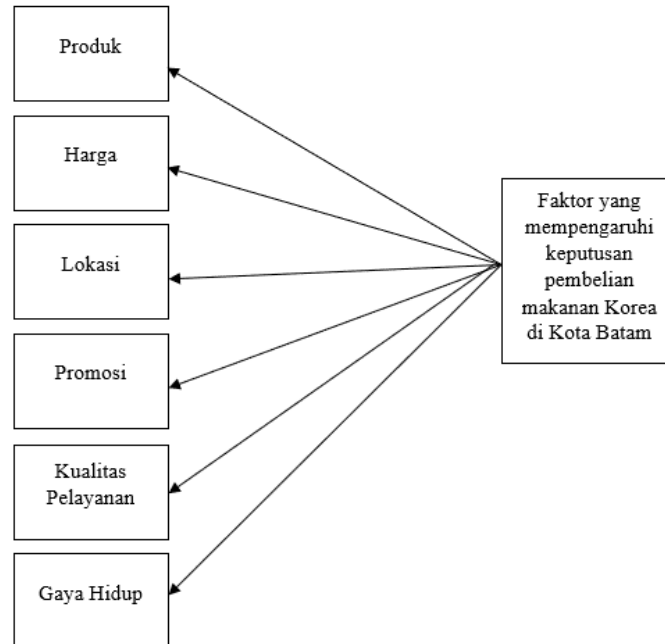 Produk
Harga
Lokasi
Promosi
Kualitas
Pelayanan
Gaya Hidup
Faktor yang
mempengaruhi
keputusan
pembelian
makanan Korea
di Kota Batam